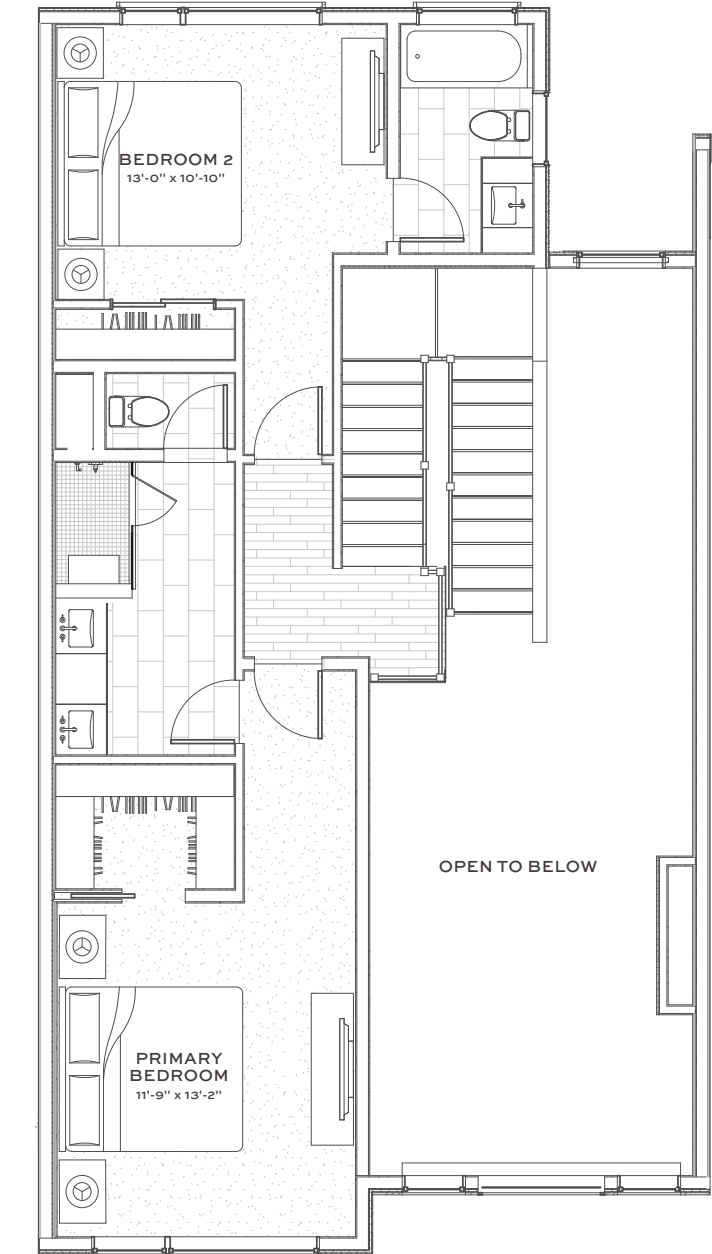 BEDROOM 2
13'-0" x 10'-10"
OPEN TO BELOW
PRIMARY
BEDROOM
11'-9" x 13'-2"